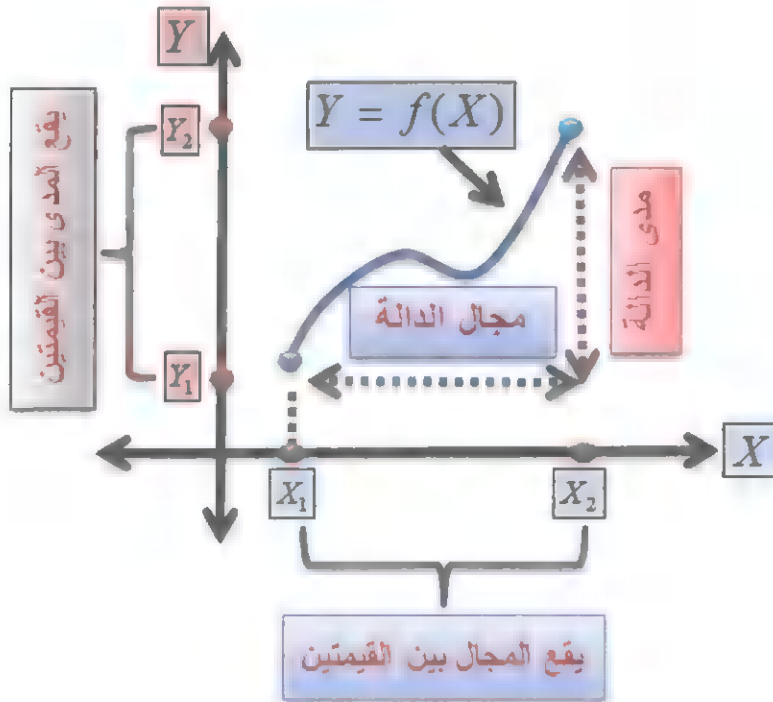 Y
Y = f(X)
Y₂
يقع المدى بين القيمتين
مدى الدالة
مجال الدالة
Y₁
X
X₁
X₂
يقع المجال بين القيمتين